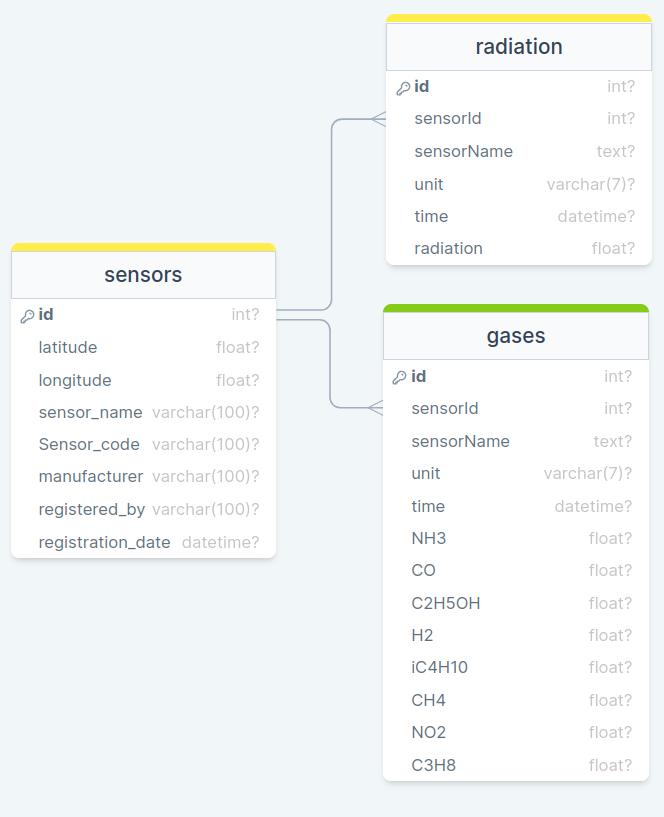 radiation
id int?
sensorId int?
sensorName text?
unit varchar(7)?
time datetime?
radiation float?
sensors
id int?
latitude float?
longitude float?
sensor_name varchar(100)?
Sensor_code varchar(100)?
manufacturer varchar(100)?
registered_by varchar(100)?
registration_date datetime?
gases
id int?
sensorId int?
sensorName text?
unit varchar(7)?
time datetime?
NH3 float?
CO float?
C2H5OH float?
H2 float?
iC4H10 float?
CH4 float?
NO2 float?
C3H8 float?